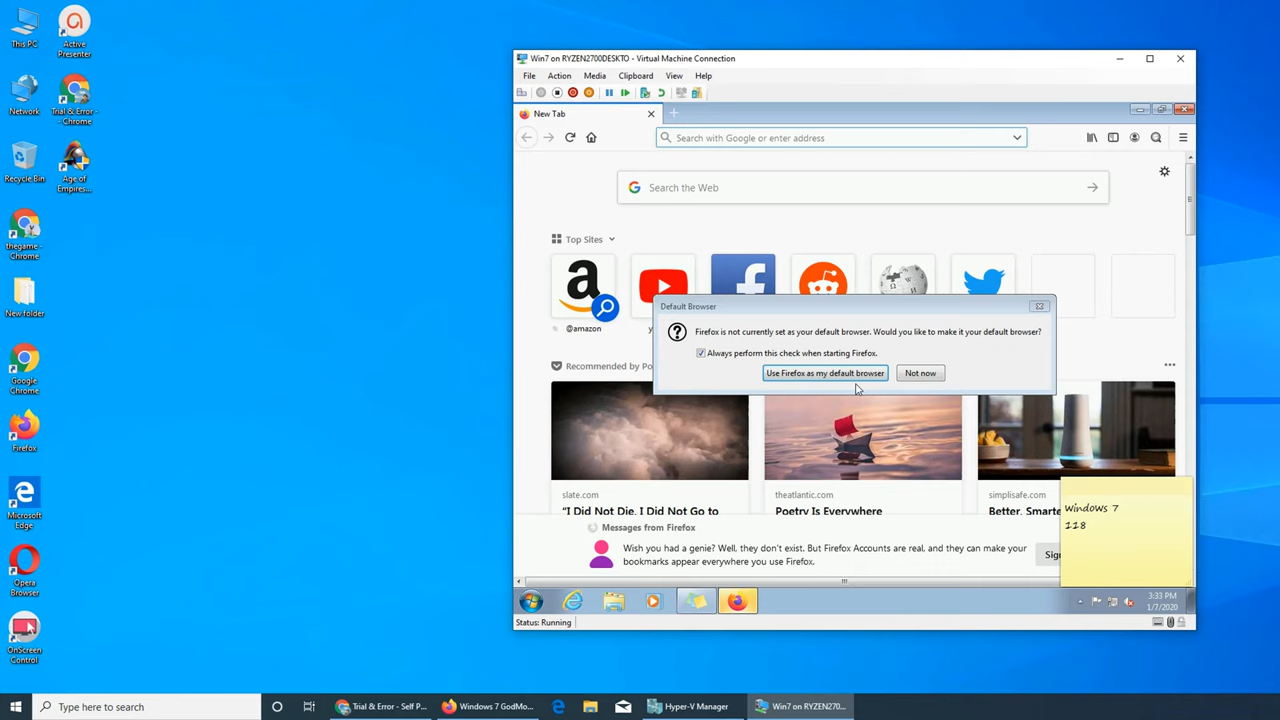 This PC
Active
Presenter
Network
Trial & Error -
- Chrome
Recycle Bin
Age of
Empires...
thegame -
Chrome
New folder
Google
Chrome
Firefox
Microsoft
Edge
Opera
Browser
OnScreen
Control
Win7 on RYZEN2700DESKTO - Virtual Machine Connection
File Action Media Clipboard View Help
New Tab
Search with Google or enter address
Search the Web
Top Sites
@amazon
Default Browser
Firefox is not currently set as your default browser. Would you like to make it your default browser?
Always perform this check when starting Firefox.
Use Firefox as my default browser Not now
Recommended by Po
slate.com
"I Did Not Die. I Did Not Go to
theatlantic.com
Poetry Is Everywhere
simplisafe.com
Better, Smarte
Messages from Firefox
Wish you had a genie? Well, they don't exist. But Firefox Accounts are real, and they can make your
bookmarks appear everywhere you use Firefox.
Sign
Windows 7
118
3:33 PM
1/7/2020
Status: Running
Type here to search
Trial & Error - Self P...
Windows 7 GodMo...
Hyper-V Manager
Win7 on RYZEN270...